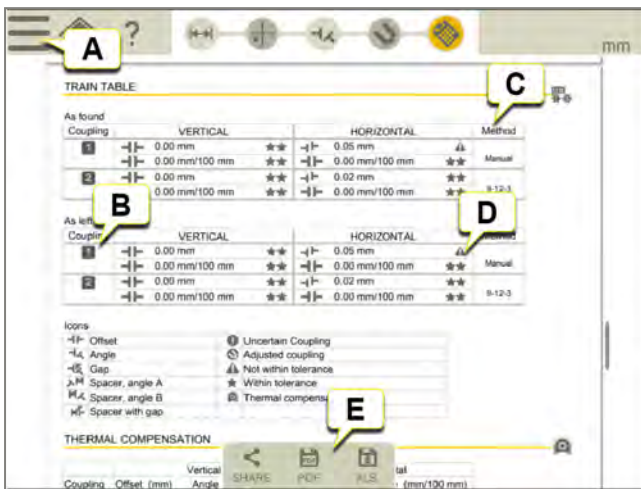 ?
mm
A
TRAIN TABLE
C
As found
Coupling VERTICAL HORIZONTAL Method
1 0.00 mm 0.05 mm Manual
0.00 mm/100 mm 0.00 mm/100 mm
2 0.00 mm 0.02 mm 9-12-3
0.00 mm/100 mm 0.00 mm/100 mm
B
D
As left
Coupling VERTICAL HORIZONTAL Method
1 0.00 mm 0.05 mm Manual
0.00 mm/100 mm 0.00 mm/100 mm
2 0.00 mm 0.02 mm 9-12-3
0.00 mm/100 mm 0.00 mm/100 mm
Icons
Offset Uncertain Coupling
Angle Adjusted coupling
Gap Not within tolerance
Spacer, angle A Within tolerance
Spacer, angle B Thermal
Spacer with gap
E
THERMAL COMPENSATION
SHARE PDF XLS
Vertical
Coupling Offset (mm) Angle (mm/100 mm)